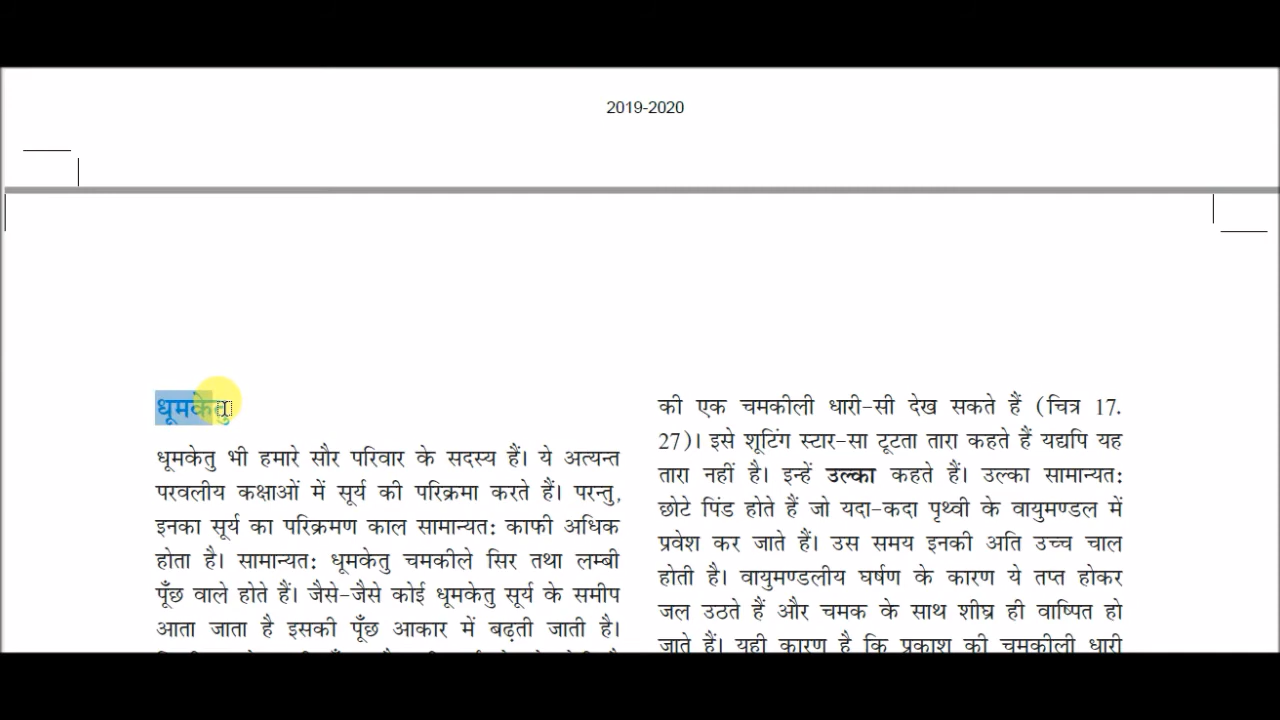 2019-2020
धूमकेतु
धूमकेतु भी हमारे सौर परिवार के सदस्य हैं। ये अत्यन्त
परवलीय कक्षाओं में सूर्य की परिक्रमा करते हैं। परन्तु,
इनका सूर्य का परिक्रमण काल सामान्यत: काफी अधिक
होता है। सामान्यत: धूमकेतु चमकीले सिर तथा लम्बी
पूँछ वाले होते हैं। जैसे-जैसे कोई धूमकेतु सूर्य के समीप
आता जाता है इसकी पूँछ आकार में बढ़ती जाती है।
की एक चमकीली धारी-सी देख सकते हैं (चित्र 17.
27)। इसे शूटिंग स्टार-सा टूटता तारा कहते हैं यद्यपि यह
तारा नहीं है। इन्हें उल्का कहते हैं। उल्का सामान्यत:
छोटे पिंड होते हैं जो यदा-कदा पृथ्वी के वायुमण्डल में
प्रवेश कर जाते हैं। उस समय इनकी अति उच्च चाल
होती है। वायुमण्डलीय घर्षण के कारण ये तप्त होकर
जल उठते हैं और चमक के साथ शीघ्र ही वाष्पित हो
जाते हैं। यही कारण है कि प्रकाश की चमकीली धारी